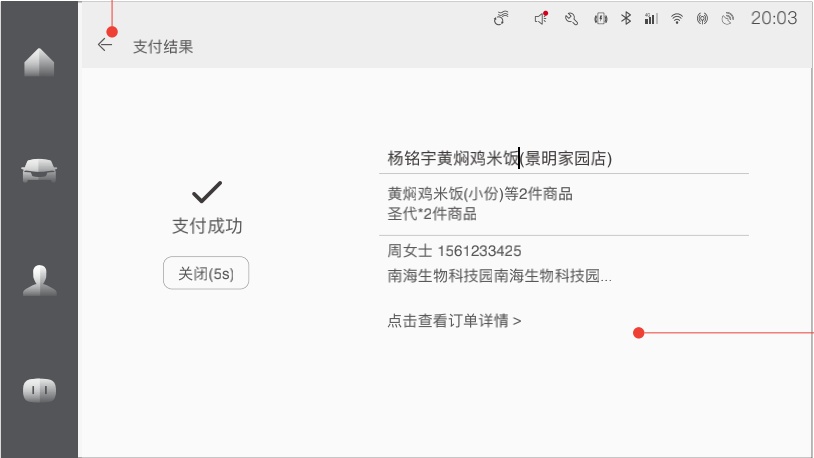 20:03
支付结果
杨铭宇黄焖鸡米饭(景明家园店)
黄焖鸡米饭(小份)等2件商品
圣代*2件商品
支付成功
关闭(5s)
周女士 1561233425
南海生物科技园南海生物科技园...
点击查看订单详情 >